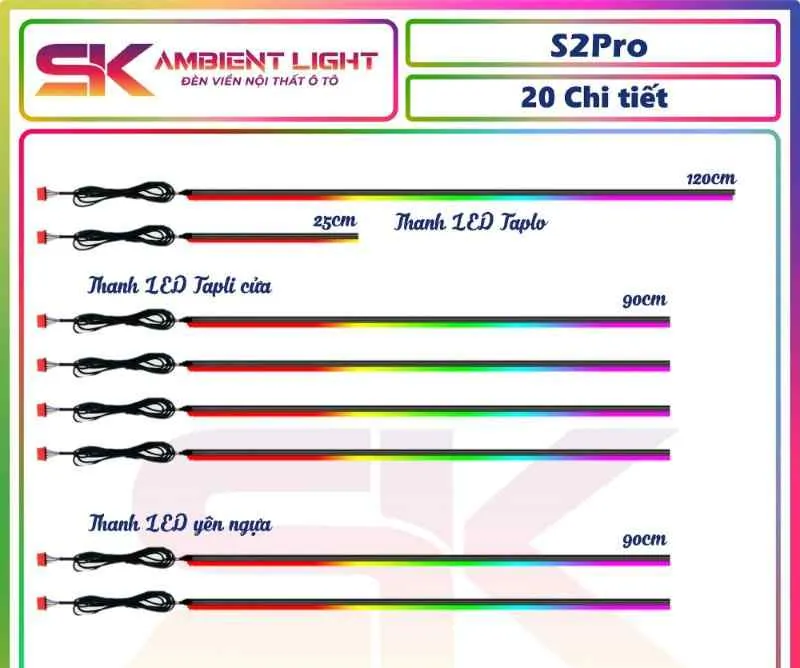 SK AMBIENT LIGHT
ĐÈN VIỀN NỘI THẤT Ô TÔ
S2Pro
20 Chi tiết
120cm
25cm
Thanh LED Taplo
Thanh LED Tapli cửa
90cm
Thanh LED yên ngựa
90cm
SK